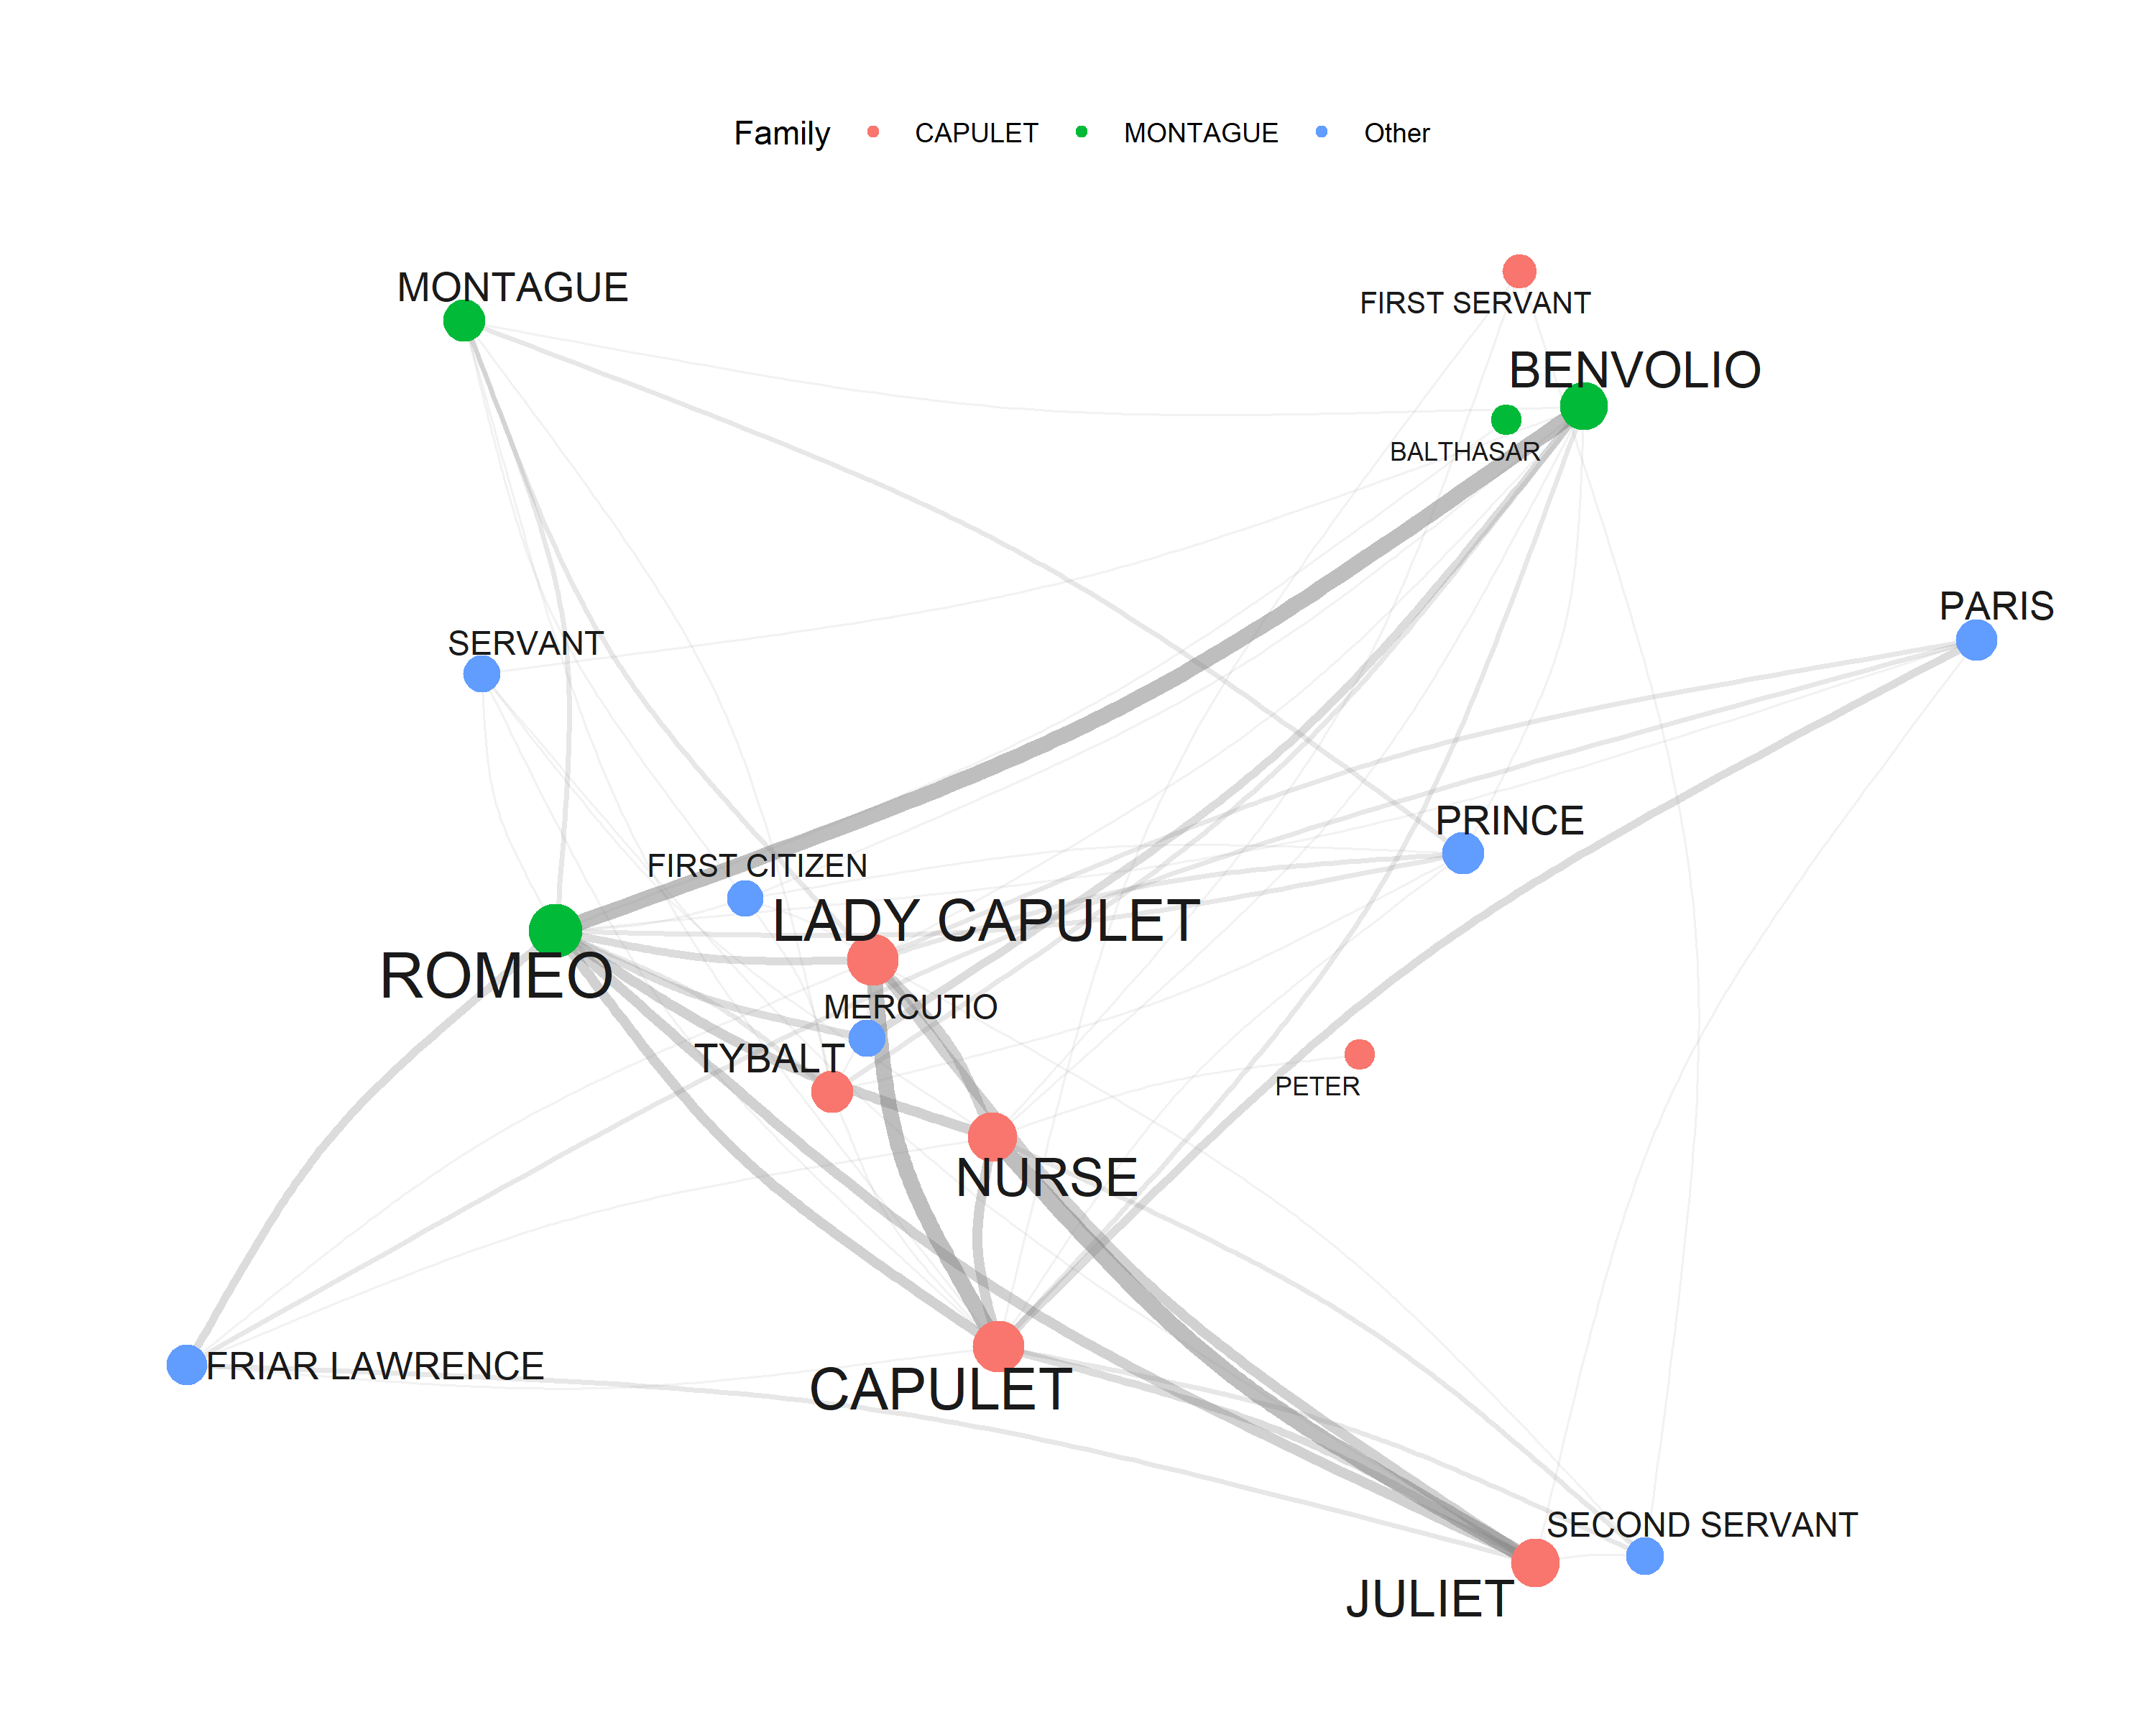 Family CAPULET MONTAGUE Other
MONTAGUE
FIRST SERVANT
BENVOLIO
BALTHASAR
PARIS
SERVANT
PRINCE
FIRST CITIZEN
LADY CAPULET
ROMEO
MERCUTIO
TYBALT
PETER
NURSE
FRIAR LAWRENCE
CAPULET
SECOND SERVANT
JULIET